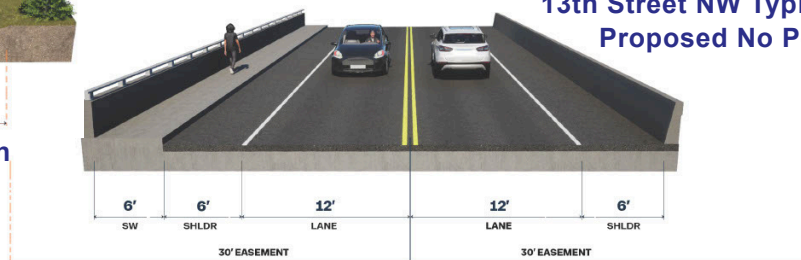 13th Street NW
Proposed No
6' 6' 12' 12' 6'
SW SHLDR LANE LANE SHLDR
30' EASEMENT 30' EASEMENT